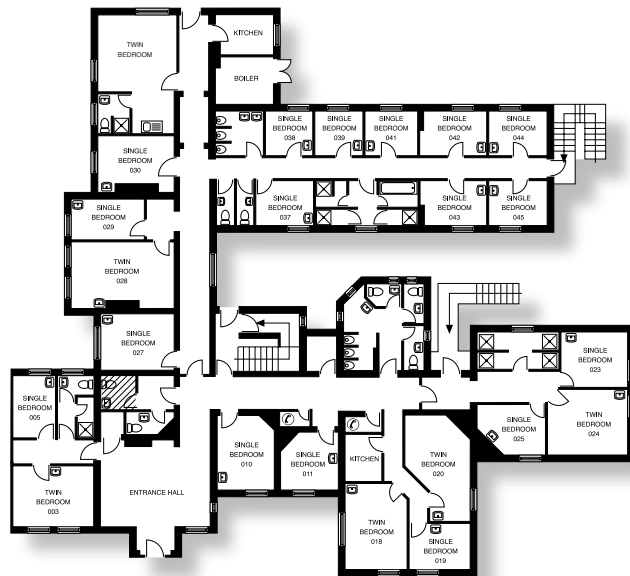 TWIN
BEDROOM
KITCHEN
BOILER
SINGLE
BEDROOM
030
SINGLE
BEDROOM
038
SINGLE
BEDROOM
039
SINGLE
BEDROOM
041
SINGLE
BEDROOM
042
SINGLE
BEDROOM
044
SINGLE
BEDROOM
029
SINGLE
BEDROOM
037
SINGLE
BEDROOM
043
SINGLE
BEDROOM
045
TWIN
BEDROOM
028
SINGLE
BEDROOM
027
SINGLE
BEDROOM
005
SINGLE
BEDROOM
023
SINGLE
BEDROOM
025
TWIN
BEDROOM
024
SINGLE
BEDROOM
010
SINGLE
BEDROOM
011
KITCHEN
TWIN
BEDROOM
020
TWIN
BEDROOM
003
ENTRANCE HALL
TWIN
BEDROOM
018
SINGLE
BEDROOM
019